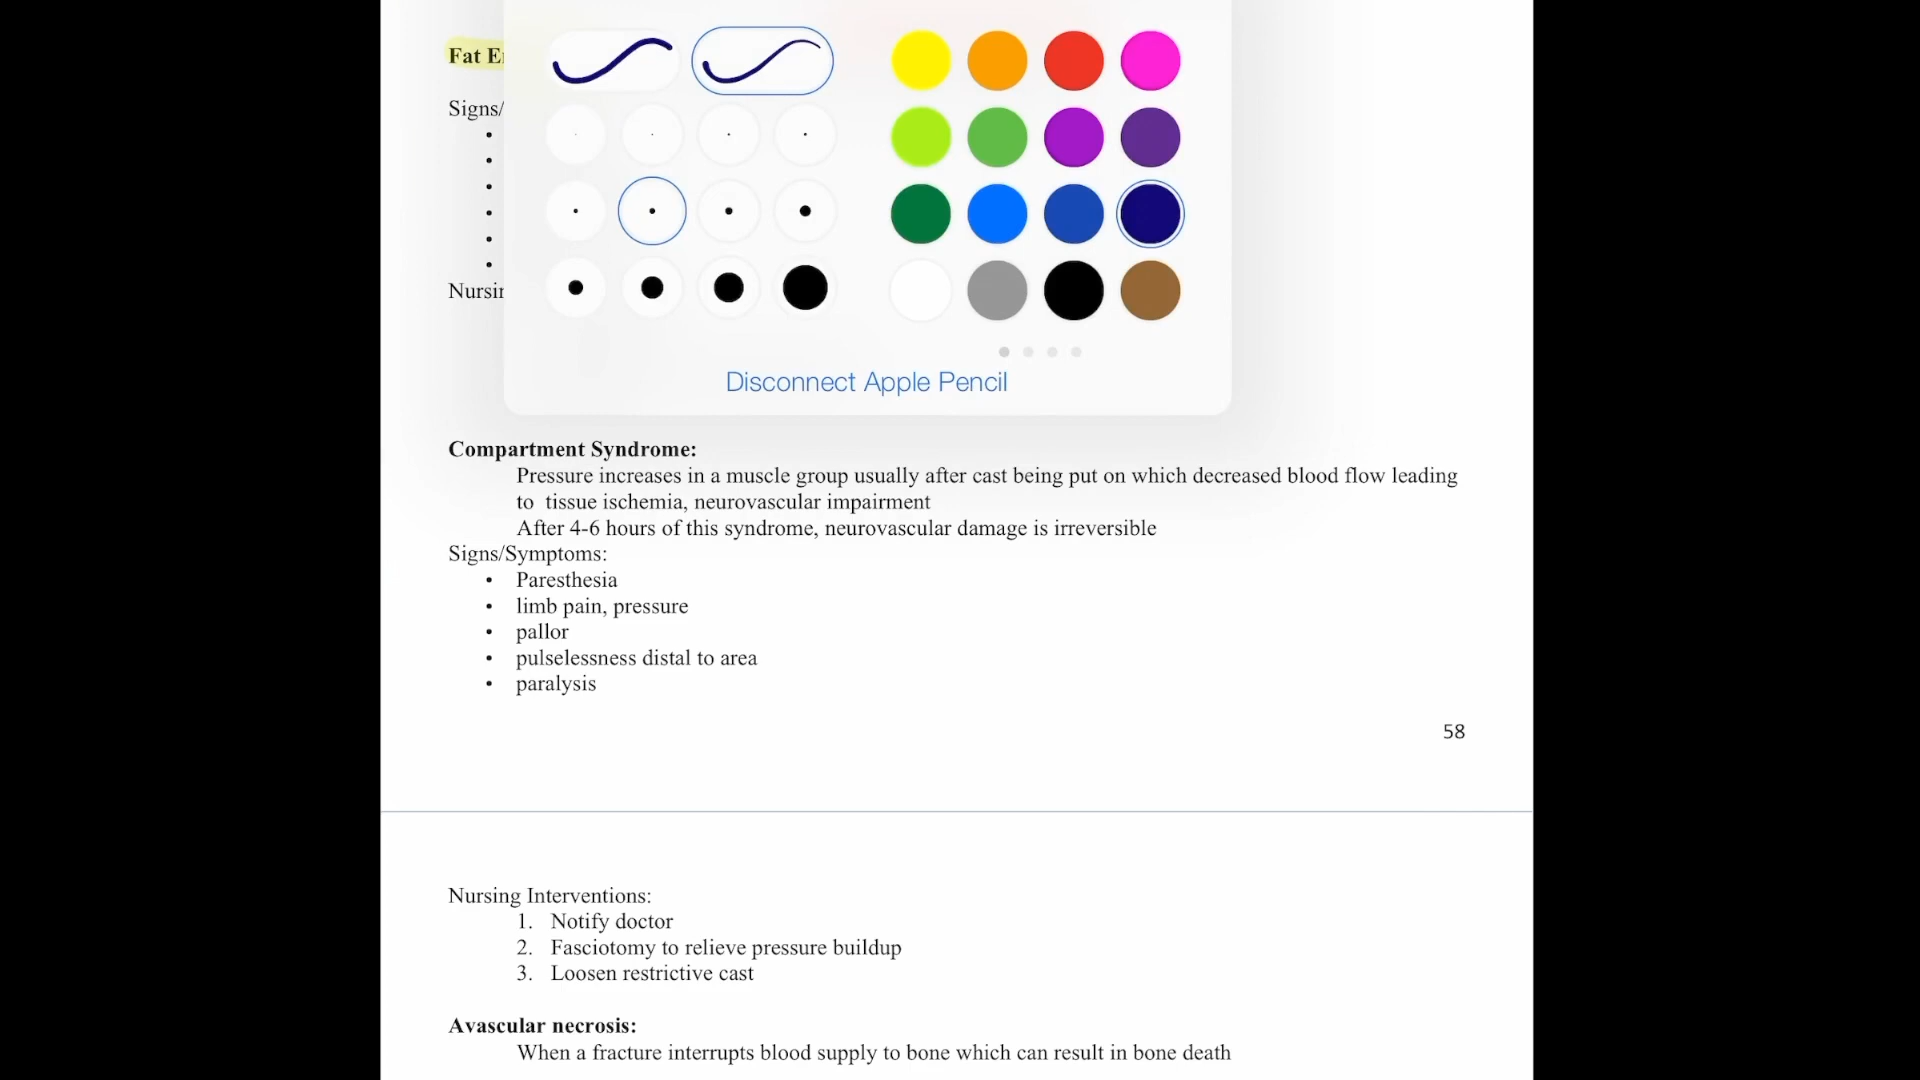 Fat E
Signs/
Nursin
Disconnect Apple Pencil
Compartment Syndrome:
Pressure increases in a muscle group usually after cast being put on which decreased blood flow leading
to tissue ischemia, neurovascular impairment
After 4-6 hours of this syndrome, neurovascular damage is irreversible
Signs/Symptoms:
• Paresthesia
• limb pain, pressure
• pallor
• pulselessness distal to area
• paralysis
58
Nursing Interventions:
1. Notify doctor
2. Fasciotomy to relieve pressure buildup
3. Loosen restrictive cast
Avascular necrosis:
When a fracture interrupts blood supply to bone which can result in bone death